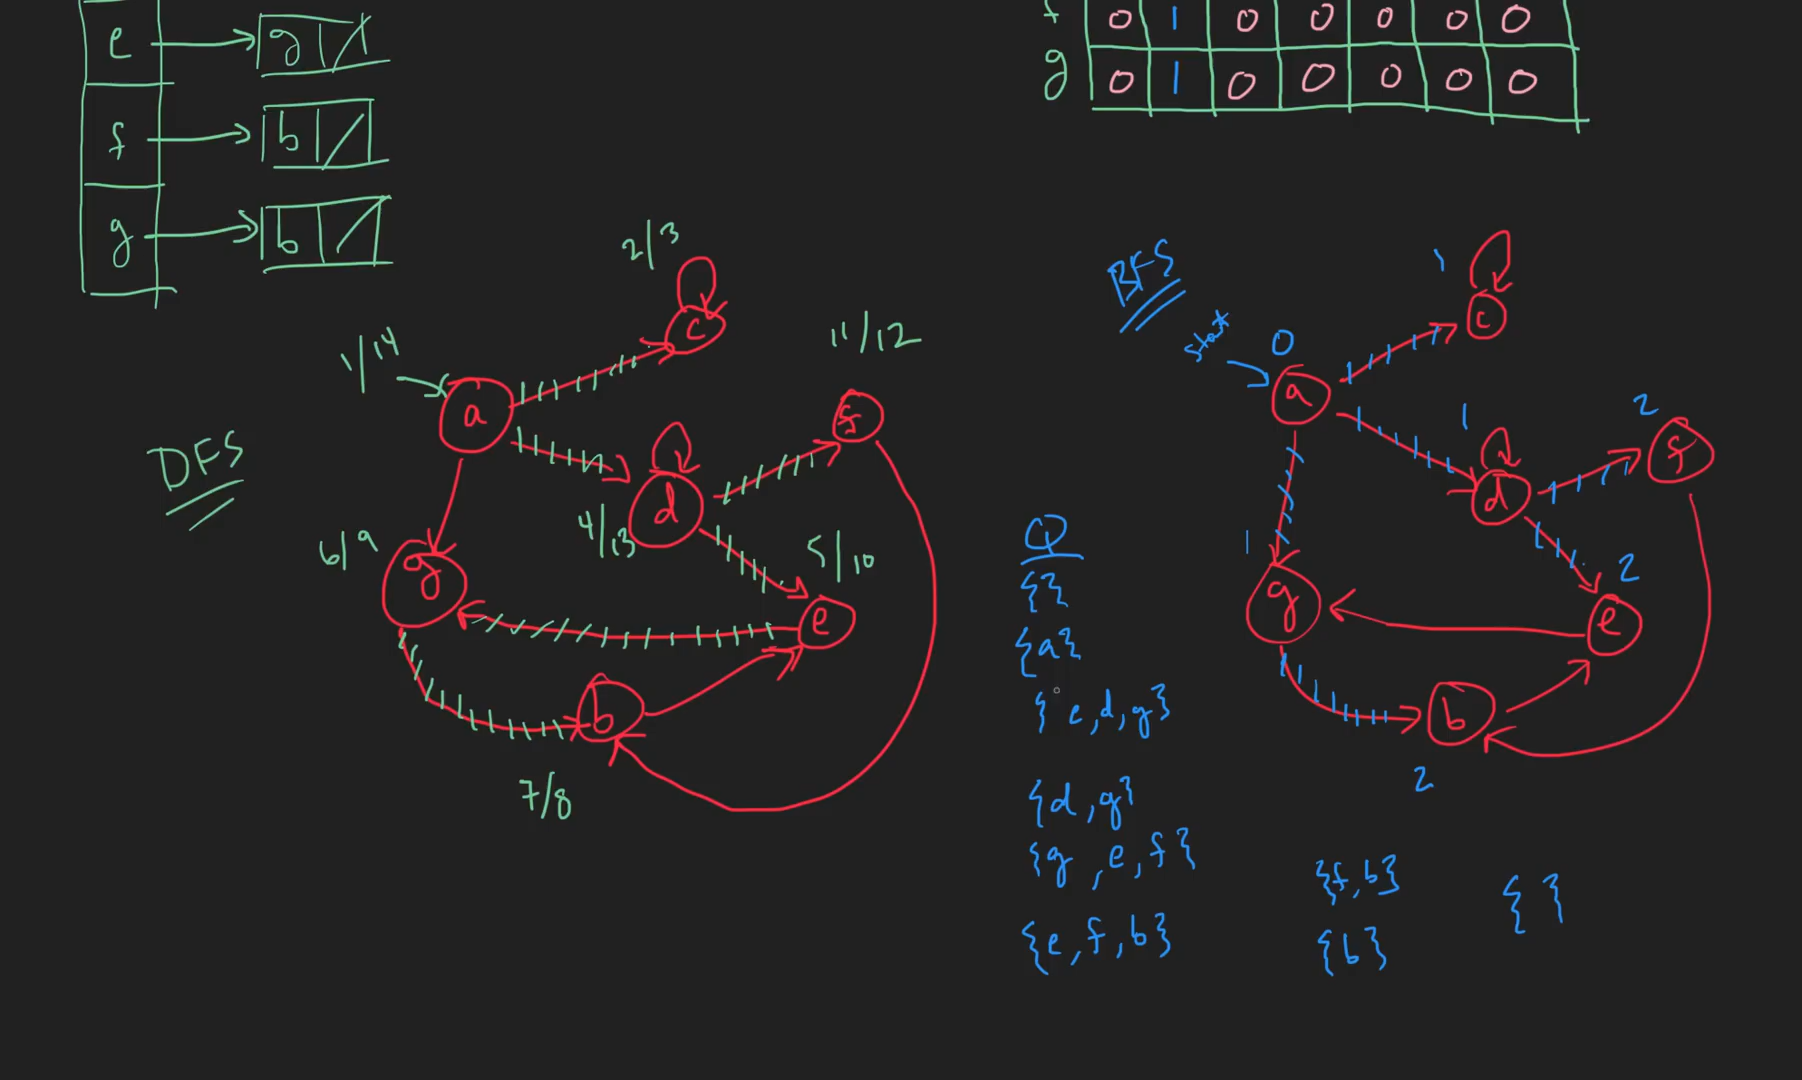 e g
f b
g b
f 0 1 0 0 0 0 0
g 0 1 0 0 0 0 0
DFS
1/14
a
2/3
c
11/12
f
4/13
d
5/10
e
6/9
g
7/8
b
BFS
start
0
a
1
c
1
d
2
f
2
e
1
g
2
b
Q
{}
{a}
{c,d,g}
{d,g}
{g,e,f}
{e,f,b}
{f,b}
{b}
{ }